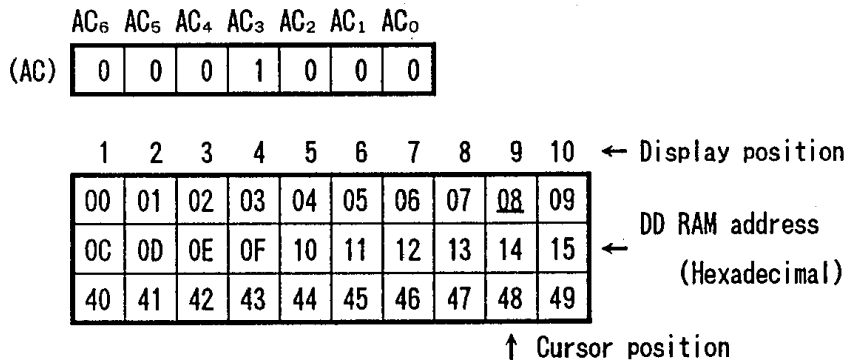 AC₆ AC₅ AC₄ AC₃ AC₂ AC₁ AC₀
(AC) 0 0 0 1 0 0 0
1 2 3 4 5 6 7 8 9 10 ← Display position
00 01 02 03 04 05 06 07 08 09
0C 0D 0E 0F 10 11 12 13 14 15 ← DD RAM address
(Hexadecimal)
40 41 42 43 44 45 46 47 48 49
↑ Cursor position